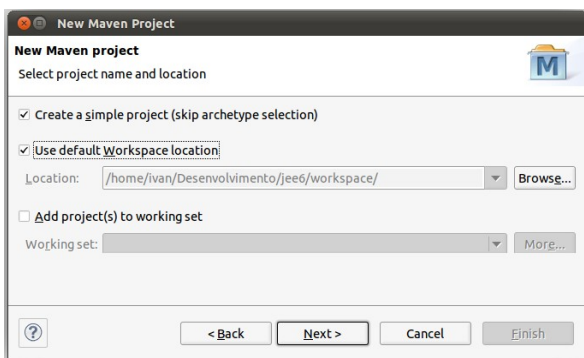 New Maven Project
New Maven project
Select project name and location
M
Create a simple project (skip archetype selection)
Use default Workspace location
Location: /home/ivan/Desenvolvimento/jee6/workspace/ Browse...
Add project(s) to working set
Working set: More...
? < Back Next > Cancel Finish